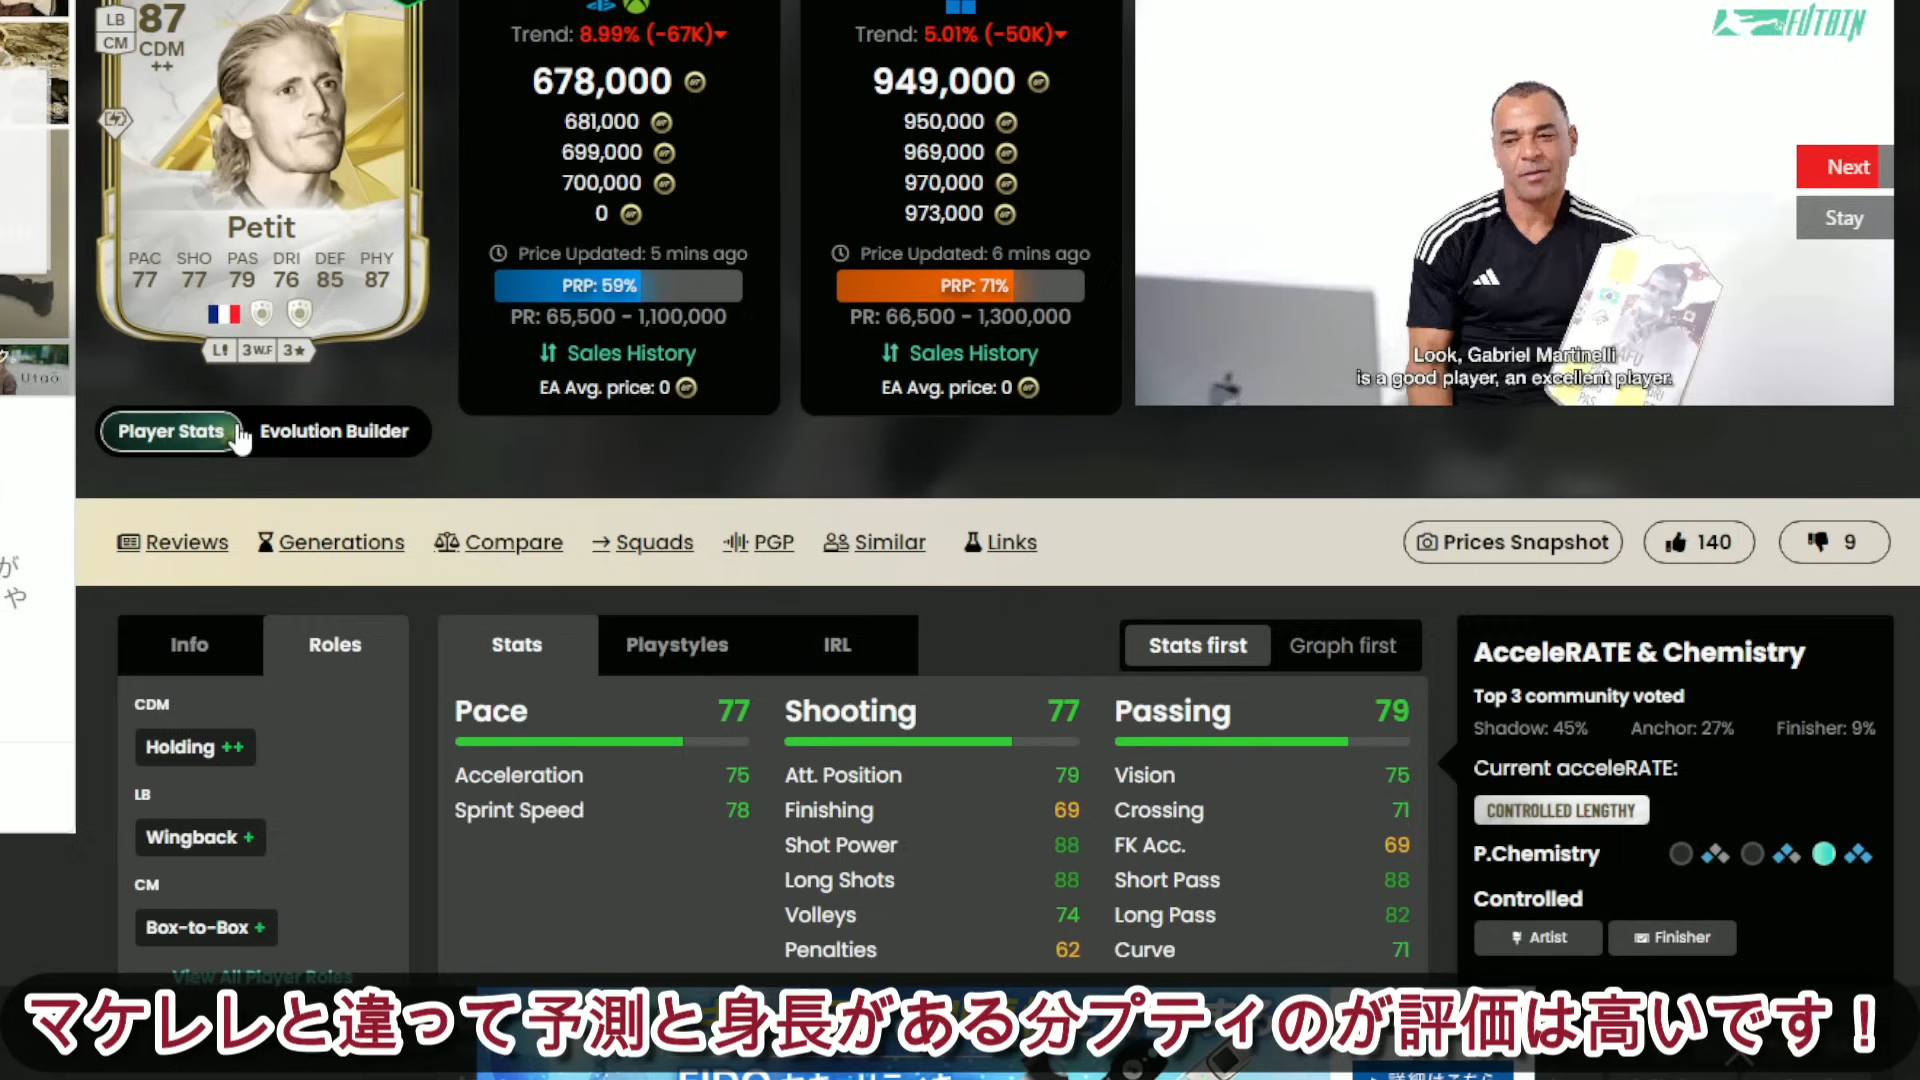 LB
CM
87
CDM
++
Petit
PAC SHO PAS DRI DEF PHY
77 77 79 76 85 87
L 3 W.F 3★
Player Stats
Evolution Builder
Trend: 8.99% (-67K)
678,000
681,000
699,000
700,000
0
Price Updated: 5 mins ago
PRP: 59%
PR: 65,500 - 1,100,000
Sales History
EA Avg. price: 0
Trend: 5.01% (-50K)
949,000
950,000
969,000
970,000
973,000
Price Updated: 6 mins ago
PRP: 71%
PR: 66,500 - 1,300,000
Sales History
EA Avg. price: 0
FUTBIN
Next
Stay
Look, Gabriel Martinelli
is a good player, an excellent player.
Utao
が
や
Reviews Generations Compare Squads PGP Similar Links
Prices Snapshot 140 9
Info Roles
CDM
Holding ++
LB
Wingback +
CM
Box-to-Box +
View All Player Roles
Stats Playstyles IRL
Stats first Graph first
Pace 77
Acceleration 75
Sprint Speed 78
Shooting 77
Att. Position 79
Finishing 69
Shot Power 88
Long Shots 88
Volleys 74
Penalties 62
Passing 79
Vision 75
Crossing 71
FK Acc. 69
Short Pass 88
Long Pass 82
Curve 71
AcceleRATE & Chemistry
Top 3 community voted
Shadow: 45% Anchor: 27% Finisher: 9%
Current acceleRATE:
CONTROLLED LENGTHY
P.Chemistry
Controlled
Artist Finisher
マケレレと違って予測と身長がある分プティのが評価は高いです！